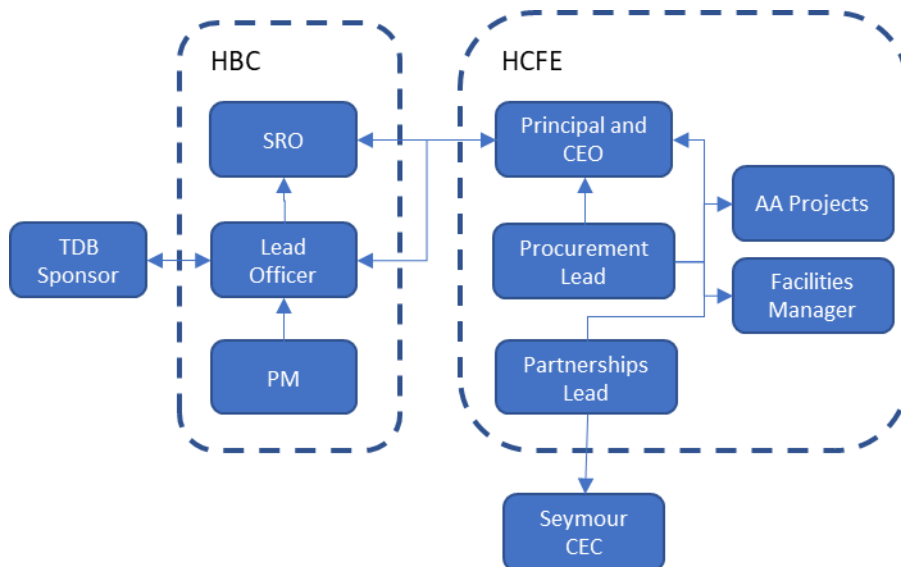 HBC
HCFE
SRO
Principal and
CEO
AA Projects
TDB
Sponsor
Lead
Officer
Procurement
Lead
Facilities
Manager
PM
Partnerships
Lead
Seymour
CEC